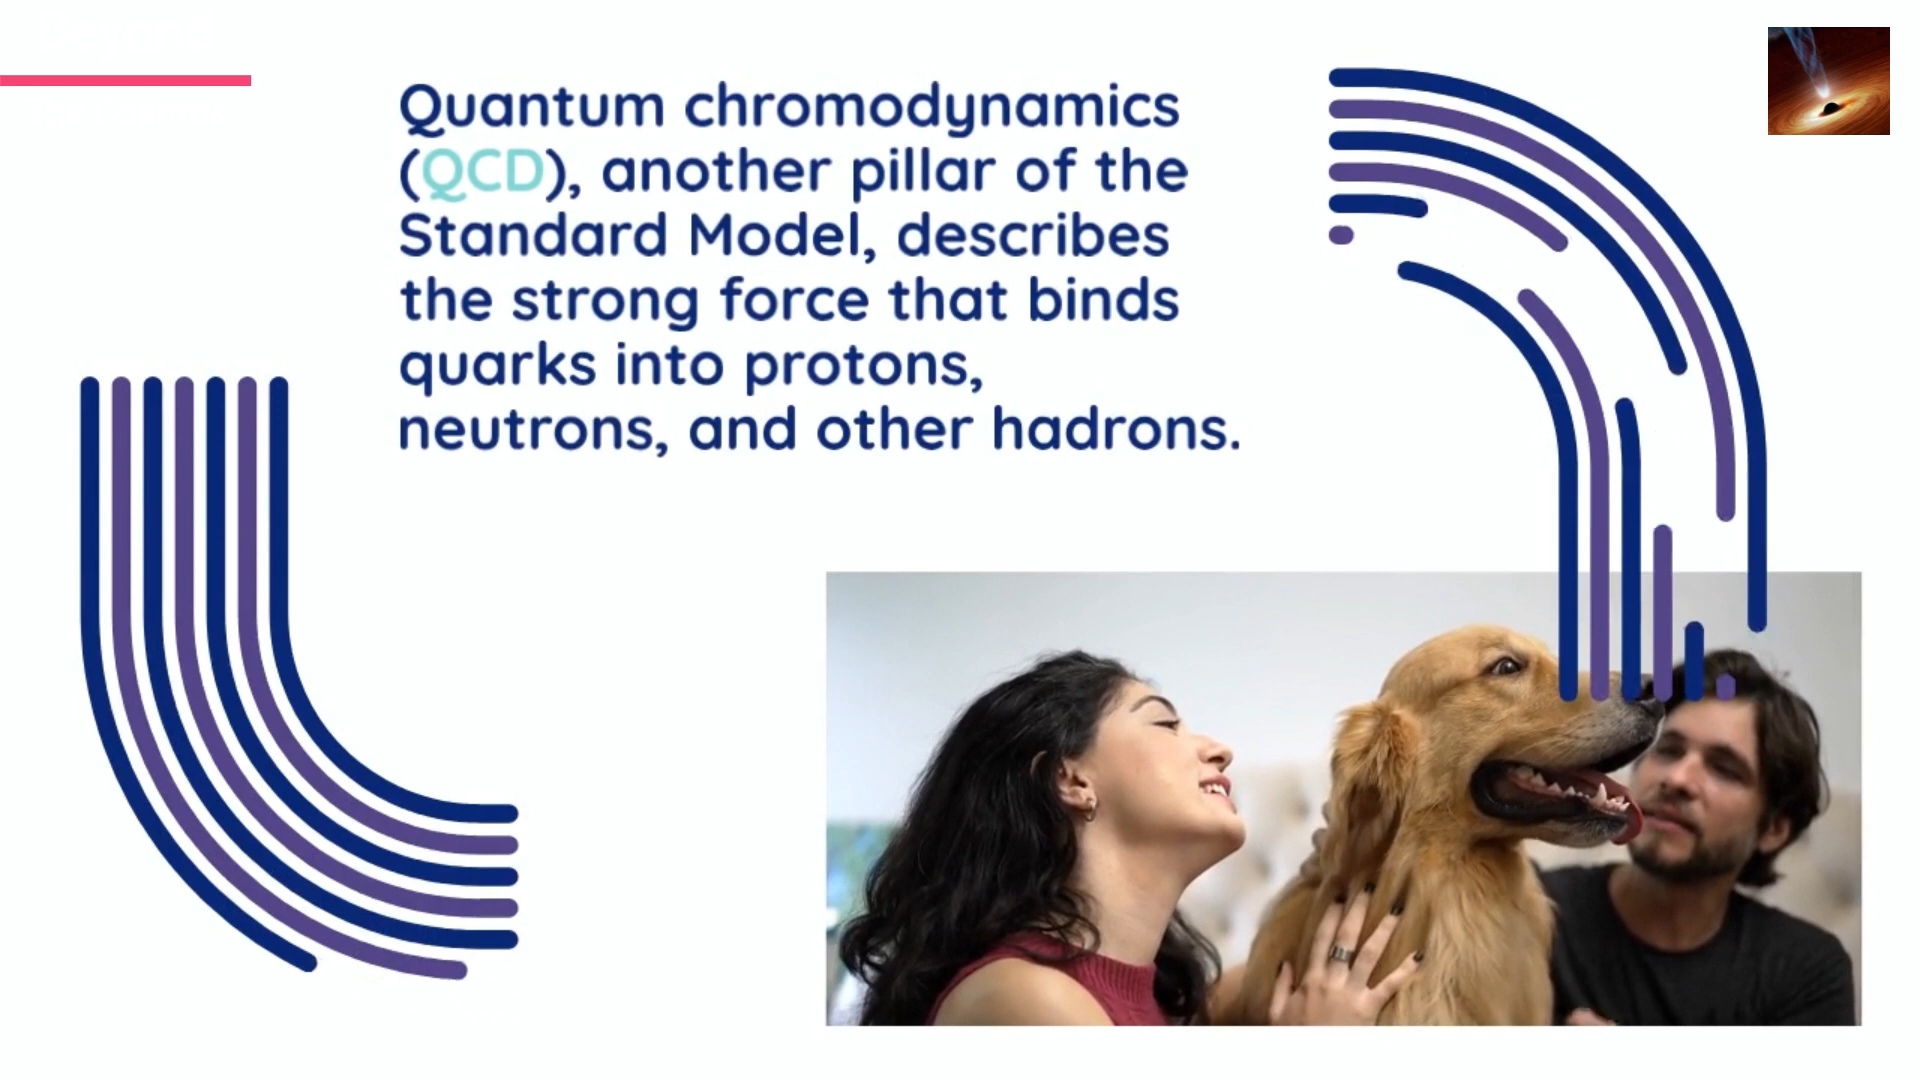 Quantum chromodynamics
(QCD), another pillar of the
Standard Model, describes
the strong force that binds
quarks into protons,
neutrons, and other hadrons.